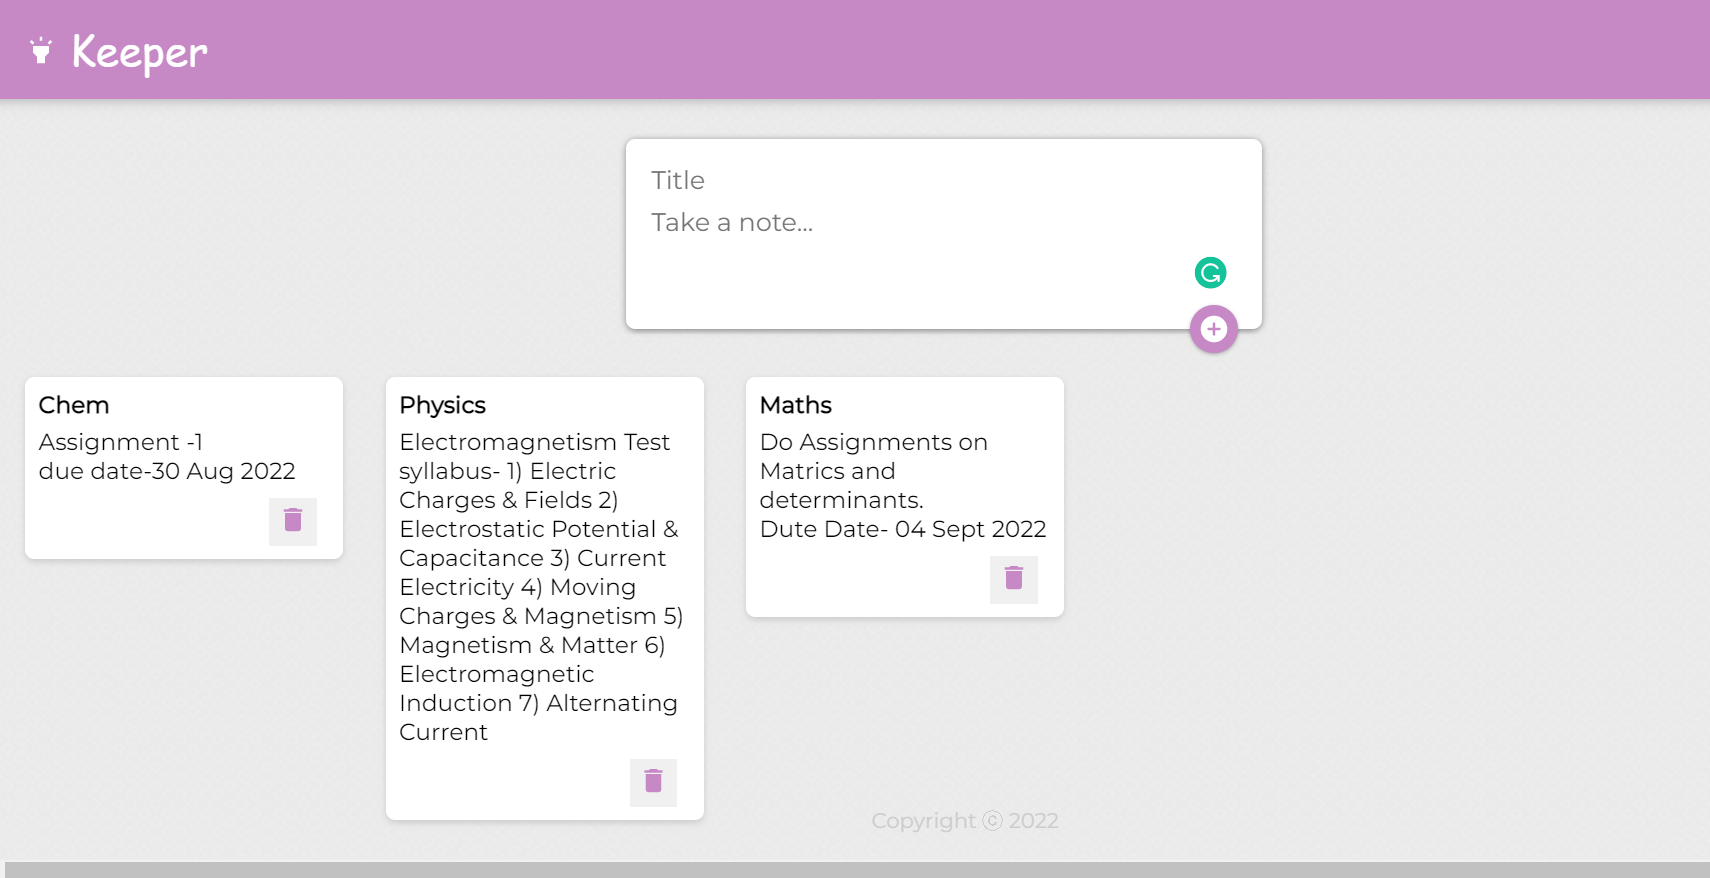 Keeper
Title
Take a note...
Chem
Assignment -1
due date-30 Aug 2022
Physics
Electromagnetism Test
syllabus- 1) Electric
Charges & Fields 2)
Electrostatic Potential &
Capacitance 3) Current
Electricity 4) Moving
Charges & Magnetism 5)
Magnetism & Matter 6)
Electromagnetic
Induction 7) Alternating
Current
Maths
Do Assignments on
Matrics and
determinants.
Dute Date- 04 Sept 2022
Copyright ⓒ 2022